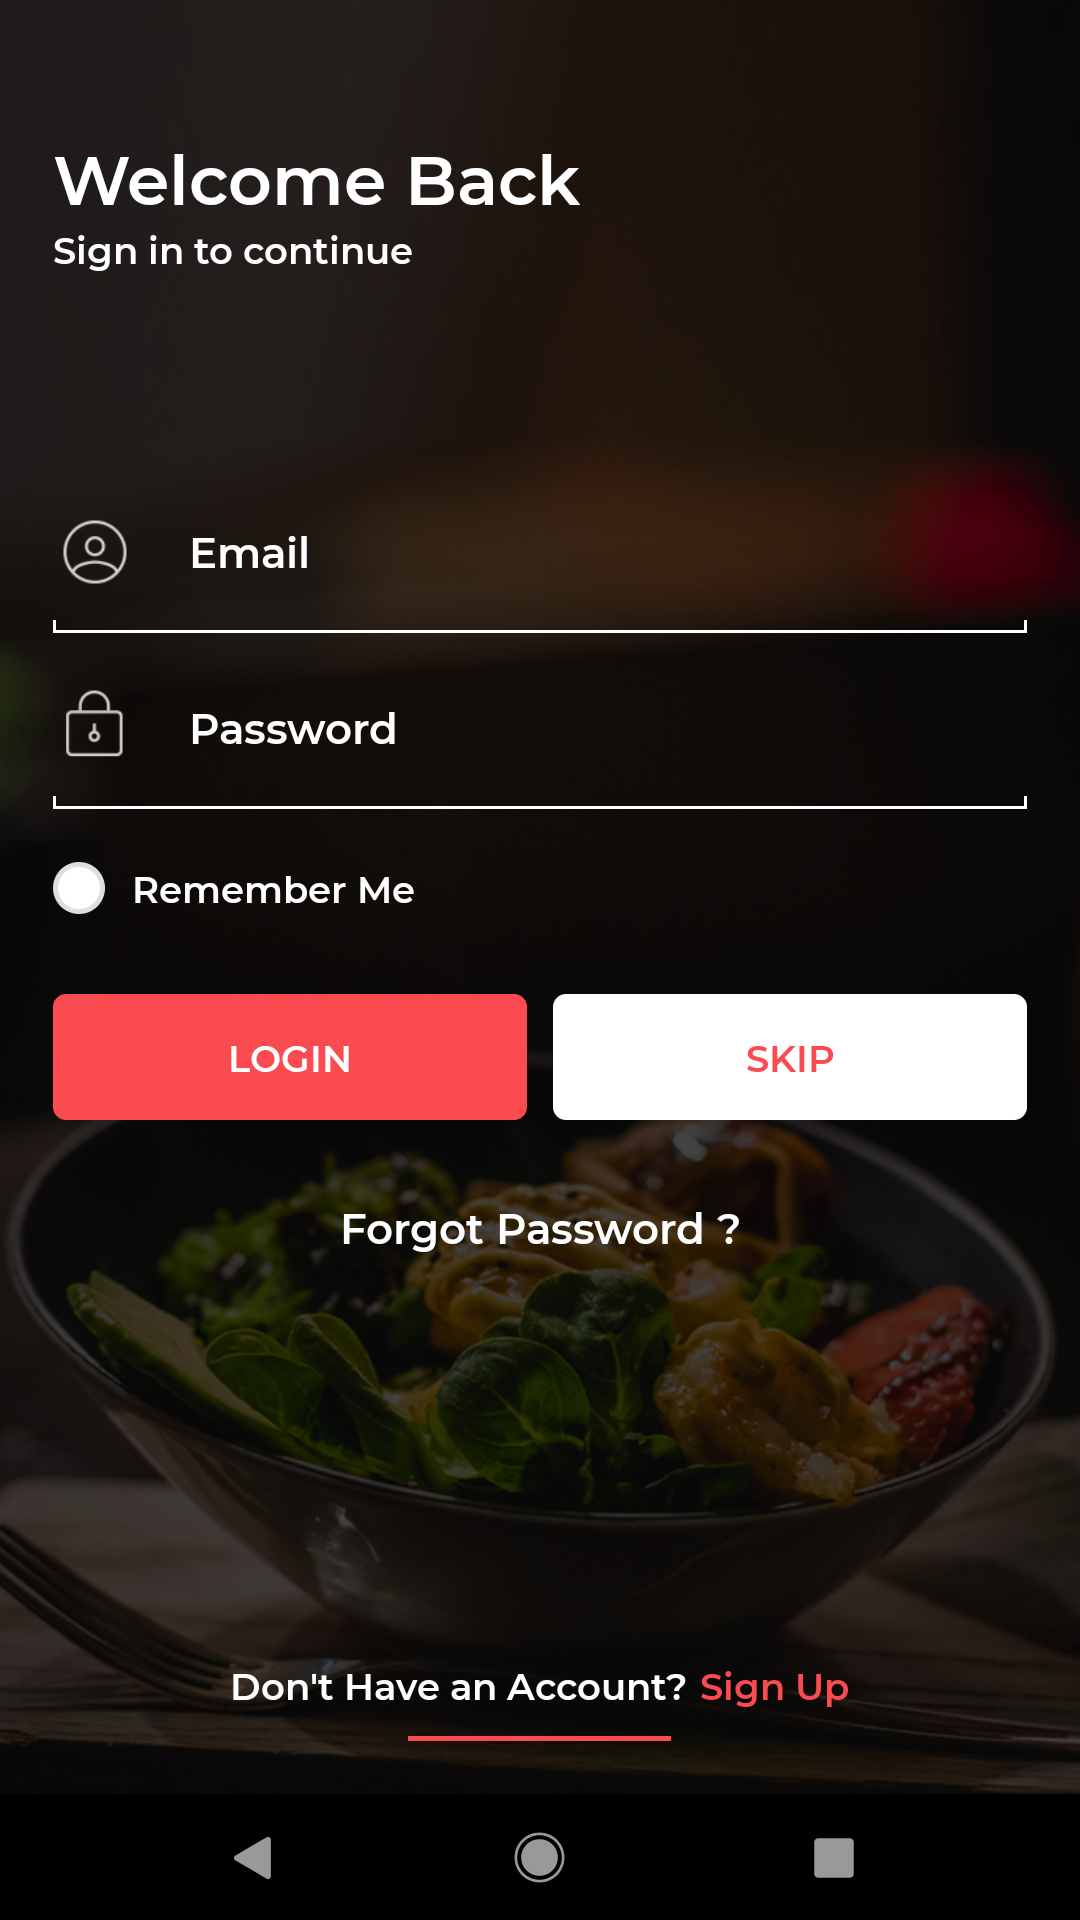 Welcome Back
Sign in to continue
Email
Password
Remember Me
LOGIN
SKIP
Forgot Password ?
Don't Have an Account? Sign Up